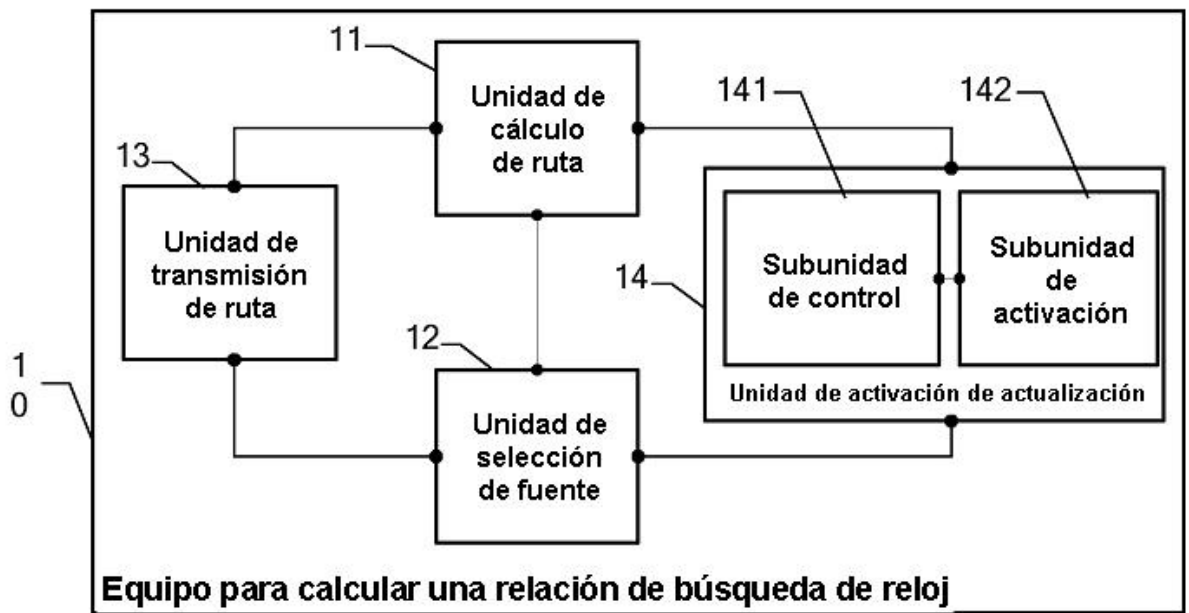 11
Unidad de
cálculo
de ruta
141
142
13
Unidad de
transmisión
de ruta
Subunidad
de control
Subunidad
de
activación
14
Unidad de activación de actualización
12
Unidad de
selección
de fuente
1
0
Equipo para calcular una relación de búsqueda de reloj